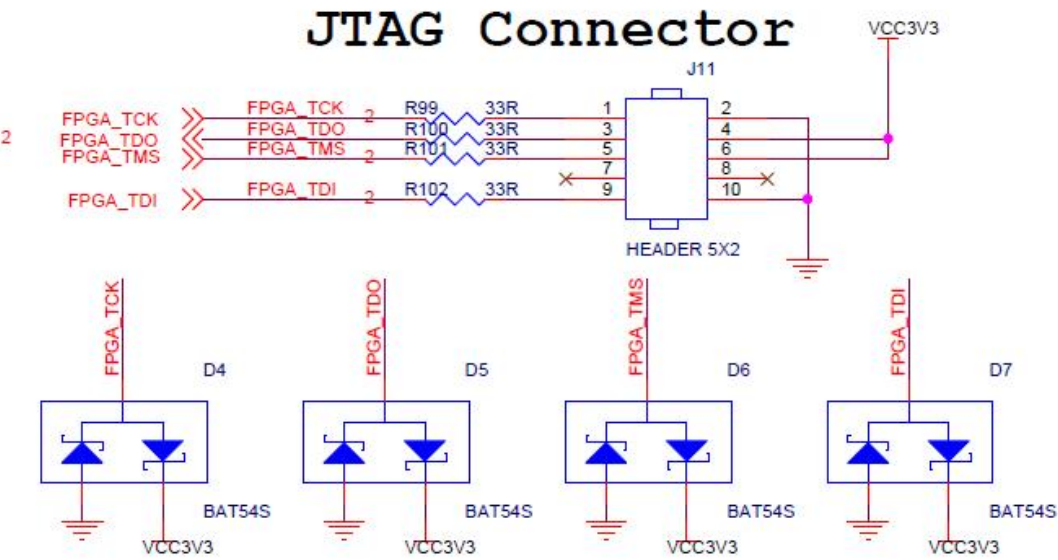 JTAG Connector
VCC3V3
J11
FPGA_TCK FPGA_TCK 2 R99 33R 1 2
2 FPGA_TDO FPGA_TDO R100 33R 3 4
FPGA_TMS FPGA_TMS 2 R101 33R 5 6
7 8
FPGA_TDI FPGA_TDI 2 R102 33R 9 10
HEADER 5X2
FPGA_TCK FPGA_TDO FPGA_TMS FPGA_TDI
D4 D5 D6 D7
BAT54S BAT54S BAT54S BAT54S
VCC3V3 VCC3V3 VCC3V3 VCC3V3